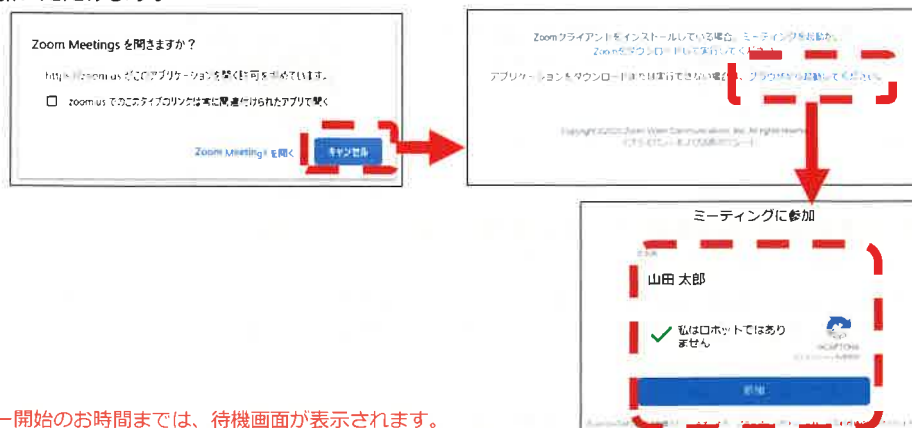 Zoom Meetings を開きますか？
https://zoom.us がこのアプリケーションを開く許可を求めています。
zoom.us でのこのタイプのリンクは常に関連付けられたアプリで開く
Zoom Meetings を開く
キャンセル
Zoomクライアントをインストールしている場合、ミーティングを起動か、
Zoomをダウンロードして実行してください。
アプリケーションをダウンロードまたは実行できない場合は、ブラウザから起動してください。
ミーティングに参加
山田 太郎
私はロボットではあり
ません
reCAPTCHA
参加
ー開始のお時間までは、待機画面が表示されます。